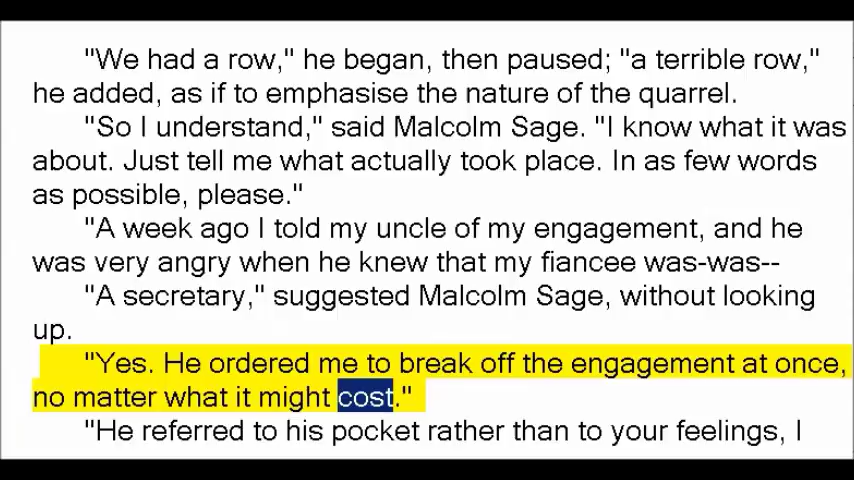 "We had a row," he began, then paused; "a terrible row,"
he added, as if to emphasise the nature of the quarrel.
"So I understand," said Malcolm Sage. "I know what it was
about. Just tell me what actually took place. In as few words
as possible, please."
"A week ago I told my uncle of my engagement, and he
was very angry when he knew that my fiancee was-was--
"A secretary," suggested Malcolm Sage, without looking
up.
"Yes. He ordered me to break off the engagement at once,
no matter what it might cost."
"He referred to his pocket rather than to your feelings, I